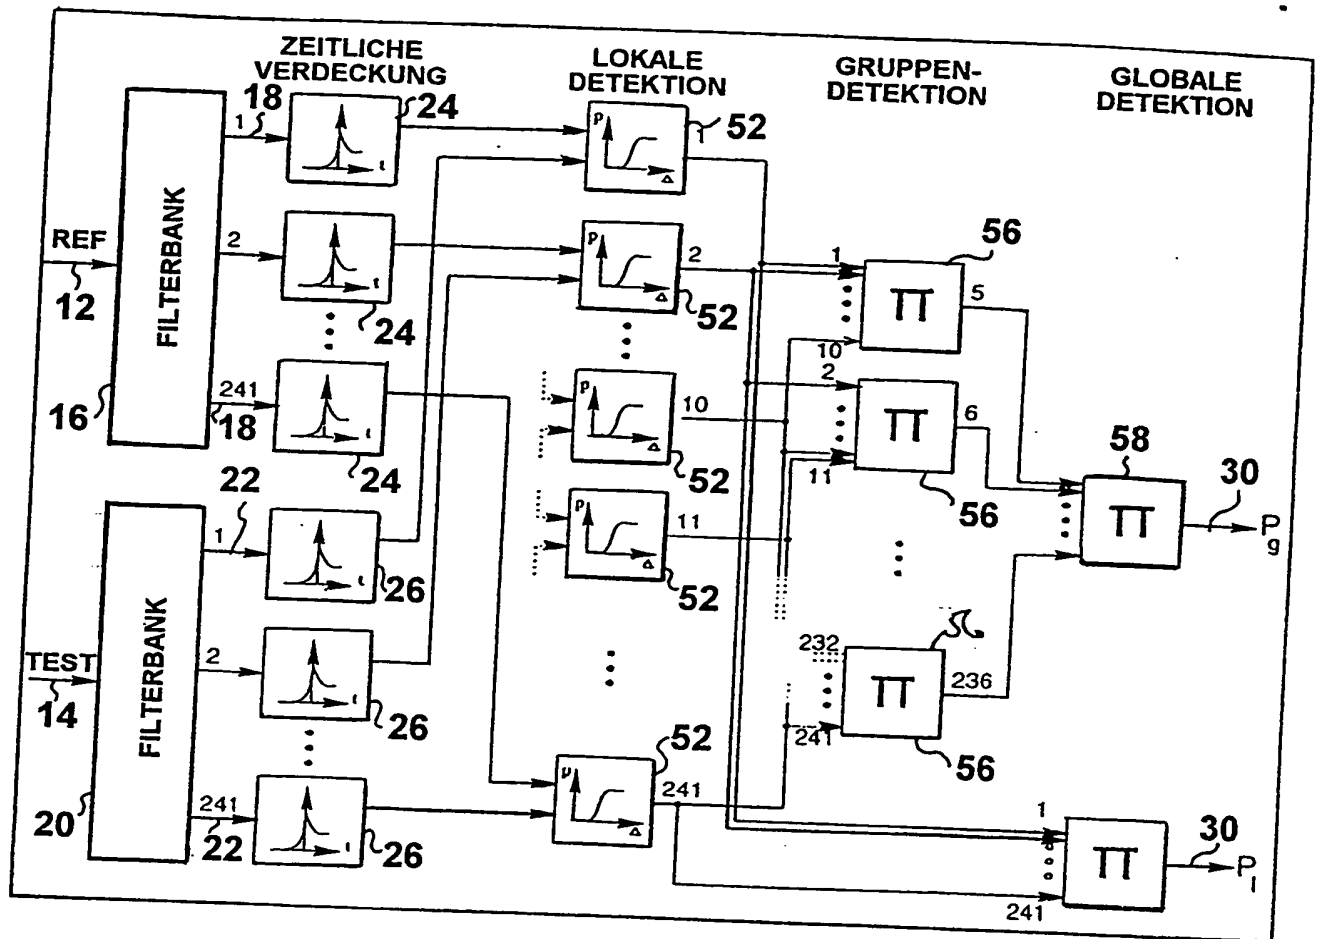 ZEITLICHE
VERDECKUNG
LOKALE
DETEKTION
GRUPPEN-
DETEKTION
GLOBALE
DETEKTION
1
18
t
24
p
Δ
52
REF
12
FILTERBANK
16
2
t
24
p
Δ
2
52
1
10
π
56
5
241
18
t
24
p
Δ
10
52
2
11
π
56
6
58
π
30
Pg
22
1
t
26
p
Δ
11
52
TEST
14
FILTERBANK
20
2
t
26
232
241
56
π
236
56
241
22
t
26
p
Δ
52
241
1
241
π
30
Pl